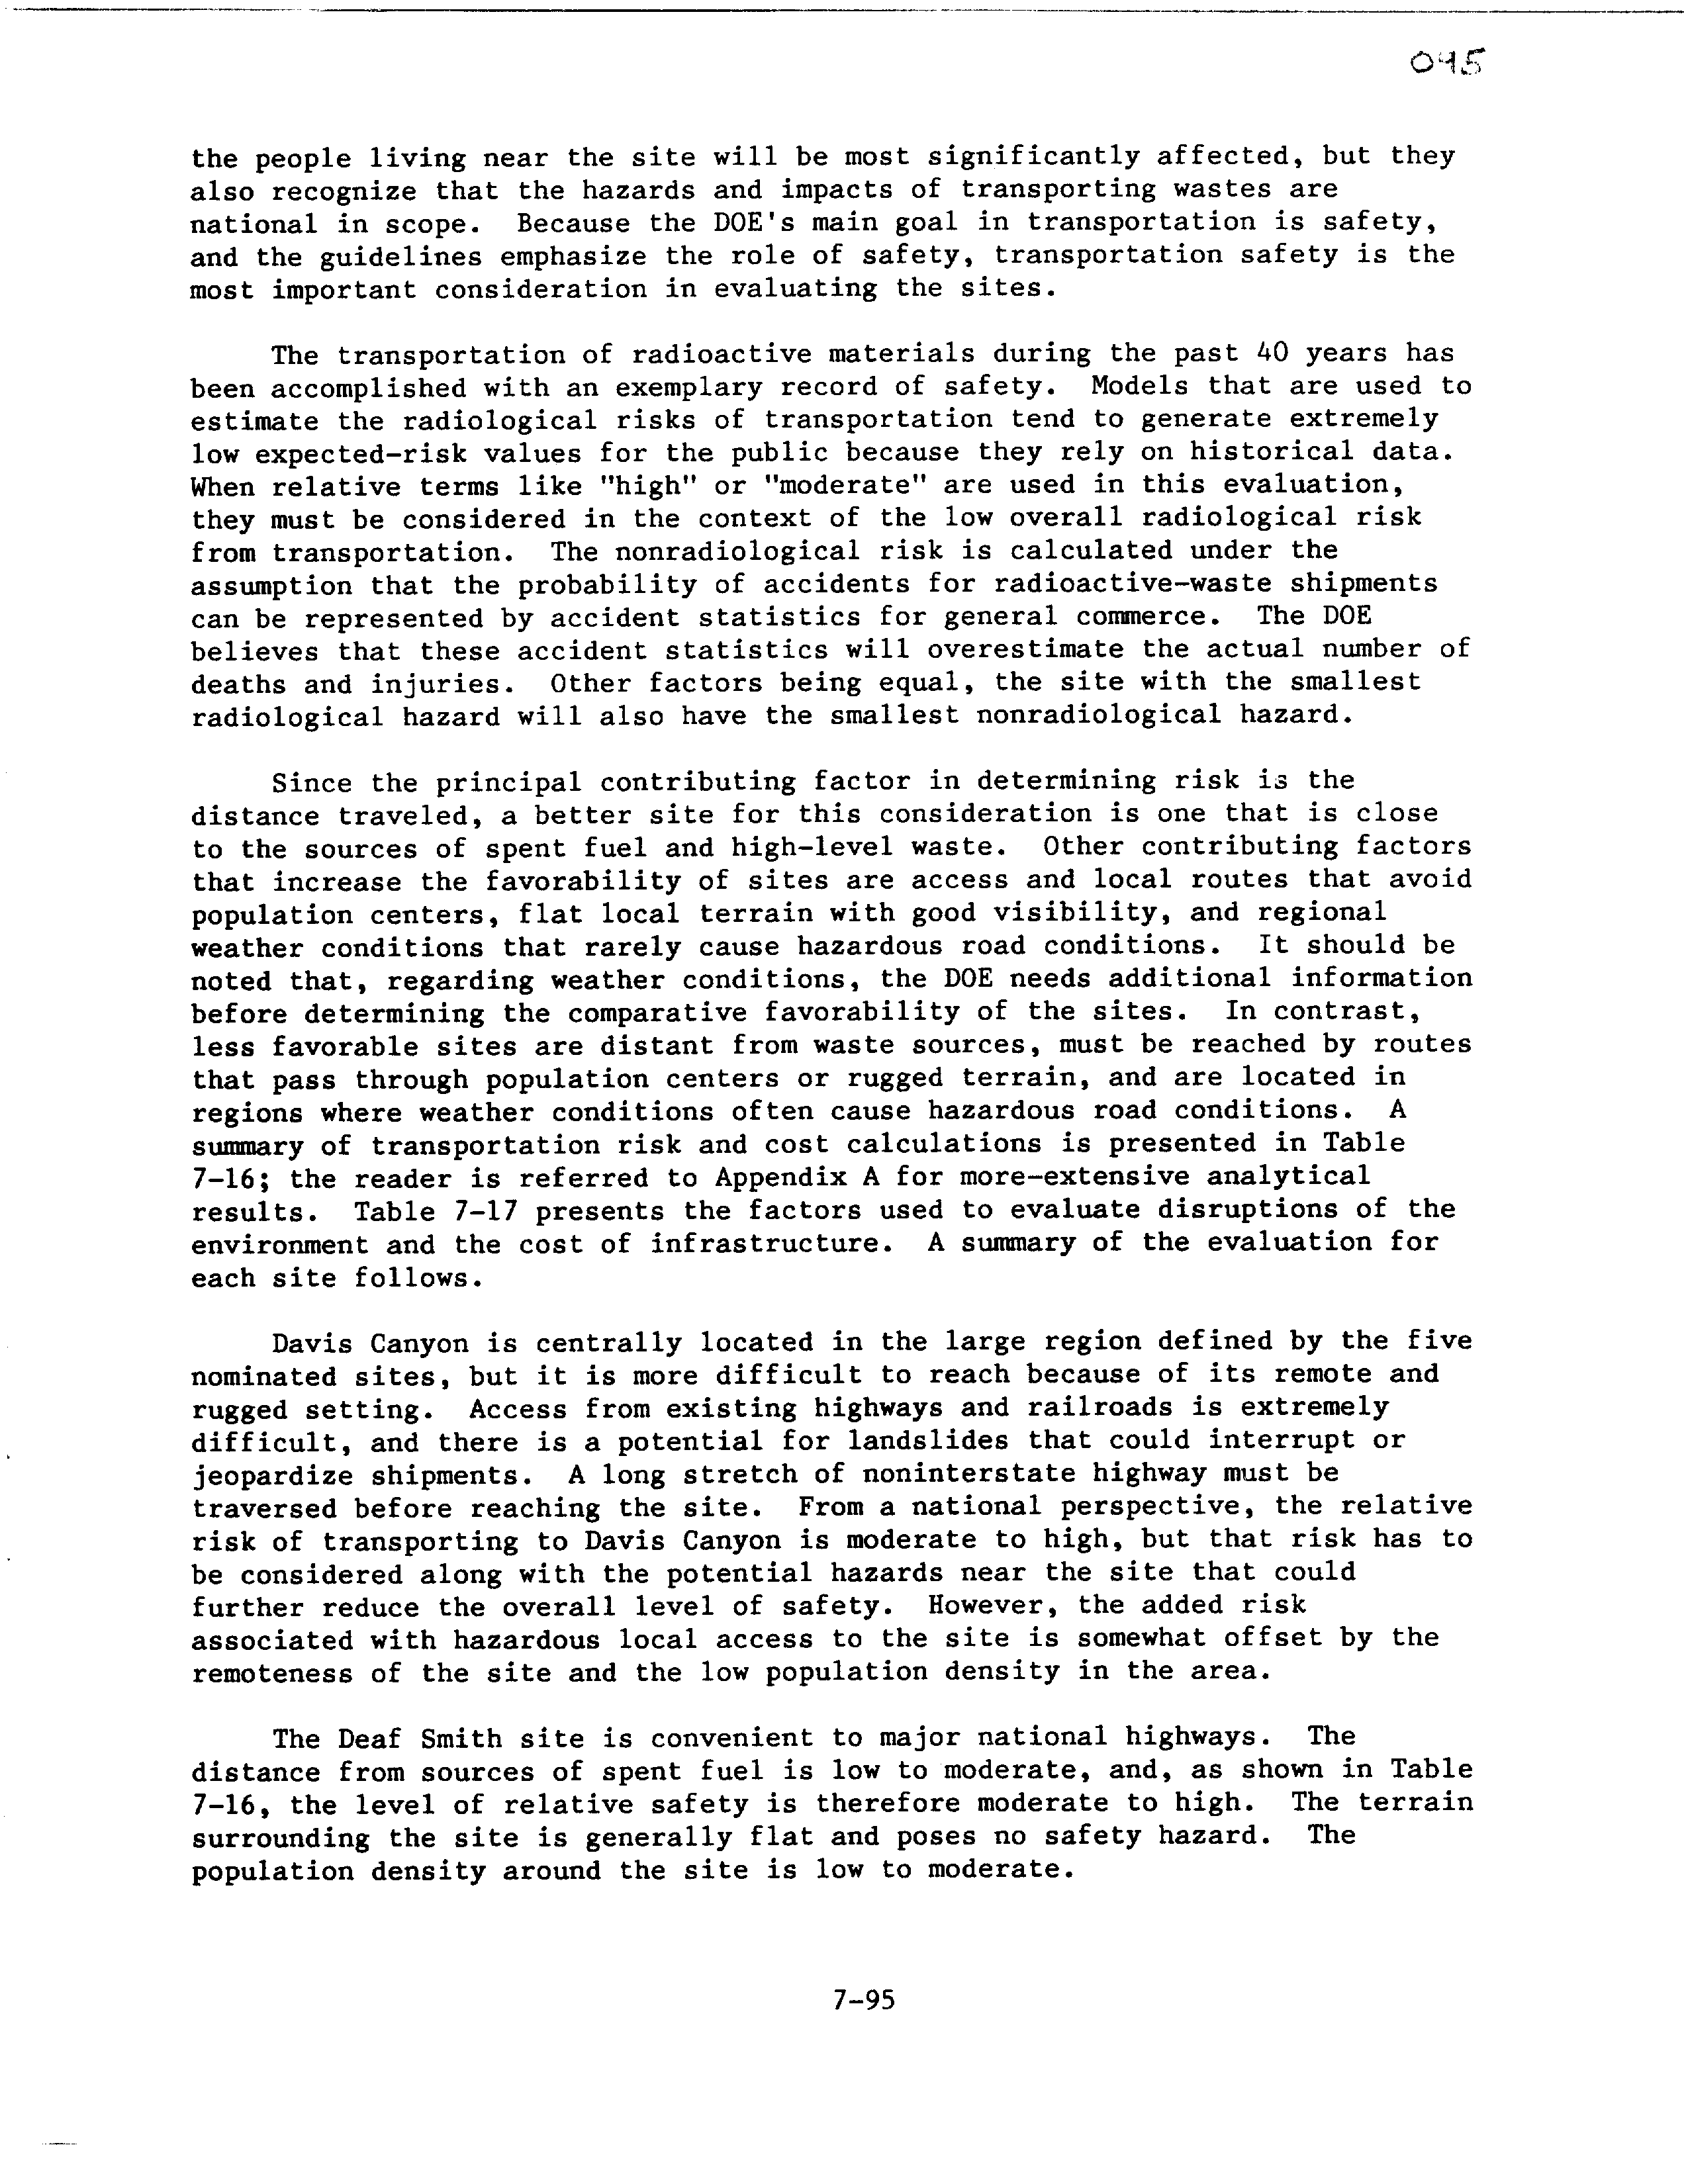 045
the people living near the site will be most significantly affected, but they
also recognize that the hazards and impacts of transporting wastes are
national in scope.  Because the DOE's main goal in transportation is safety,
and the guidelines emphasize the role of safety, transportation safety is the
most important consideration in evaluating the sites.
The transportation of radioactive materials during the past 40 years has
been accomplished with an exemplary record of safety.  Models that are used to
estimate the radiological risks of transportation tend to generate extremely
low expected-risk values for the public because they rely on historical data.
When relative terms like "high" or "moderate" are used in this evaluation,
they must be considered in the context of the low overall radiological risk
from transportation.  The nonradiological risk is calculated under the
assumption that the probability of accidents for radioactive-waste shipments
can be represented by accident statistics for general commerce.  The DOE
believes that these accident statistics will overestimate the actual number of
deaths and injuries.  Other factors being equal, the site with the smallest
radiological hazard will also have the smallest nonradiological hazard.
Since the principal contributing factor in determining risk is the
distance traveled, a better site for this consideration is one that is close
to the sources of spent fuel and high-level waste.  Other contributing factors
that increase the favorability of sites are access and local routes that avoid
population centers, flat local terrain with good visibility, and regional
weather conditions that rarely cause hazardous road conditions.  It should be
noted that, regarding weather conditions, the DOE needs additional information
before determining the comparative favorability of the sites.  In contrast,
less favorable sites are distant from waste sources, must be reached by routes
that pass through population centers or rugged terrain, and are located in
regions where weather conditions often cause hazardous road conditions.  A
summary of transportation risk and cost calculations is presented in Table
7-16; the reader is referred to Appendix A for more-extensive analytical
results.  Table 7-17 presents the factors used to evaluate disruptions of the
environment and the cost of infrastructure.  A summary of the evaluation for
each site follows.
Davis Canyon is centrally located in the large region defined by the five
nominated sites, but it is more difficult to reach because of its remote and
rugged setting.  Access from existing highways and railroads is extremely
difficult, and there is a potential for landslides that could interrupt or
jeopardize shipments.  A long stretch of noninterstate highway must be
traversed before reaching the site.  From a national perspective, the relative
risk of transporting to Davis Canyon is moderate to high, but that risk has to
be considered along with the potential hazards near the site that could
further reduce the overall level of safety.  However, the added risk
associated with hazardous local access to the site is somewhat offset by the
remoteness of the site and the low population density in the area.
The Deaf Smith site is convenient to major national highways.  The
distance from sources of spent fuel is low to moderate, and, as shown in Table
7-16, the level of relative safety is therefore moderate to high.  The terrain
surrounding the site is generally flat and poses no safety hazard.  The
population density around the site is low to moderate.
7-95